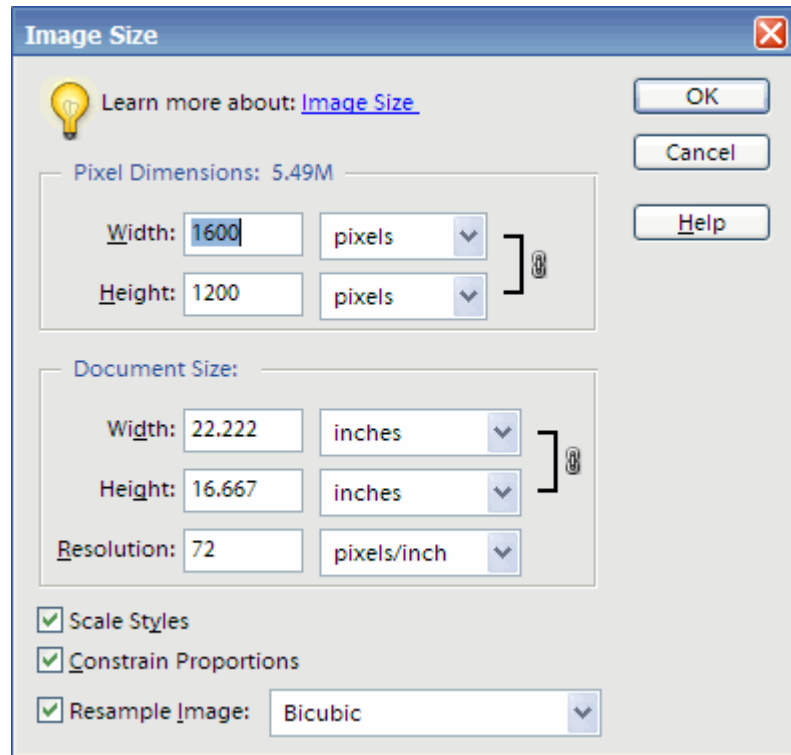 Image Size
Learn more about: Image Size
OK
Cancel
Help
Pixel Dimensions: 5.49M
Width: 1600 pixels
Height: 1200 pixels
Document Size:
Width: 22.222 inches
Height: 16.667 inches
Resolution: 72 pixels/inch
Scale Styles
Constrain Proportions
Resample Image: Bicubic